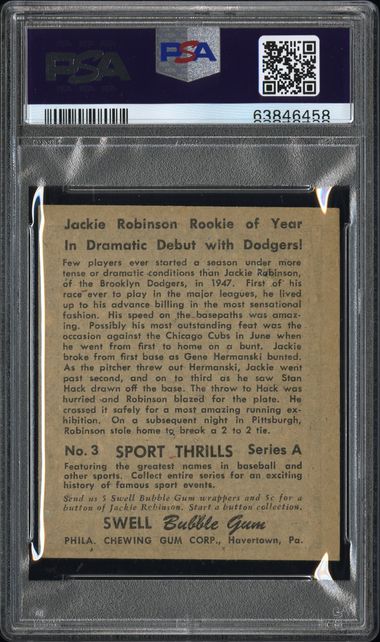 PSA
PSA
63846458
Jackie Robinson Rookie of Year
In Dramatic Debut with Dodgers!
Few players ever started a season under more
tense or dramatic conditions than Jackie Robinson,
of the Brooklyn Dodgers, in 1947. First of his
race ever to play in the major leagues, he lived
up to his advance billing in the most sensational
fashion. His speed on the basepaths was amaz-
ing. Possibly his most outstanding feat was the
occasion against the Chicago Cubs in June when
he went from first to home on a bunt. Jackie
broke from first base as Gene Hermanski bunted.
As the pitcher threw out Hermanski, Jackie went
past second, and on to third as he saw Stan
Hack drawn off the base. The throw to Hack was
hurried and Robinson blazed for the plate. He
crossed it safely for a most amazing running ex-
hibition. On a subsequent night in Pittsburgh,
Robinson stole home to break a 2 to 2 tie.
No. 3 SPORT THRILLS Series A
Featuring the greatest names in baseball and
other sports. Collect entire series for an exciting
history of famous sport events.
Send us 5 Swell Bubble Gum wrappers and 5c for a
button of Jackie Robinson. Start a button collection.
SWELL Bubble Gum
PHILA. CHEWING GUM CORP., Havertown, Pa.